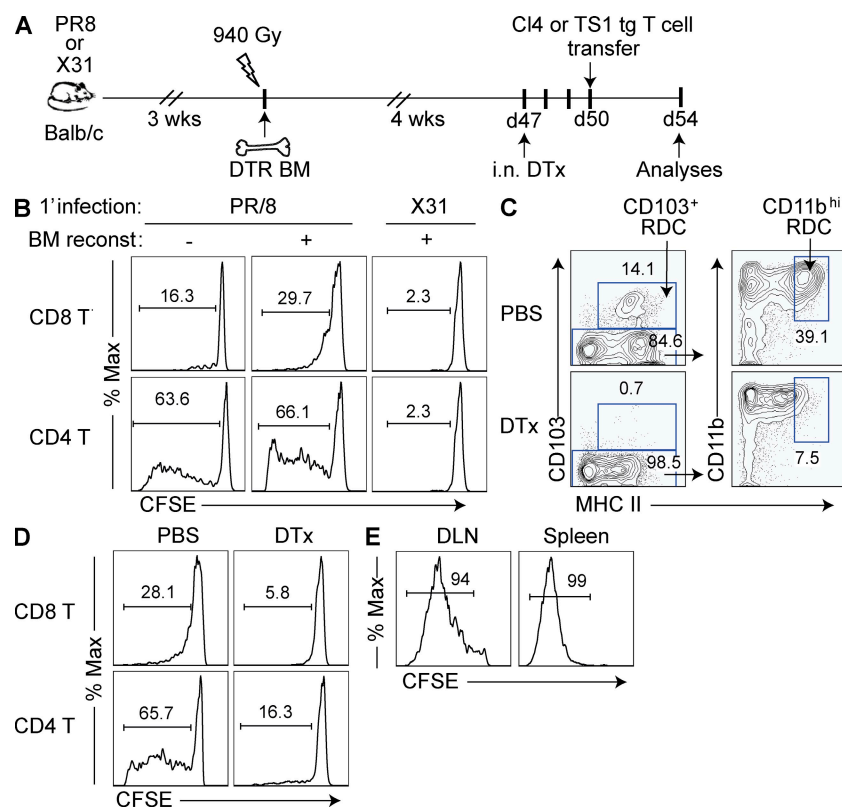 A
PR8
or
X31
Balb/c
3 wks
940 Gy
DTR BM
4 wks
Cl4 or TS1 tg T cell
transfer
d47
d50
d54
i.n. DTx
Analyses
B
1' infection:
PR/8
X31
BM reconst:
-
+
+
CD8 T
16.3
29.7
2.3
CD4 T
63.6
66.1
2.3
% Max
CFSE
C
CD103+
RDC
CD11b hi
RDC
PBS
14.1
84.6
39.1
DTx
0.7
98.5
7.5
CD103
CD11b
MHC II
D
PBS
DTx
CD8 T
28.1
5.8
CD4 T
65.7
16.3
% Max
CFSE
E
DLN
Spleen
94
99
% Max
CFSE